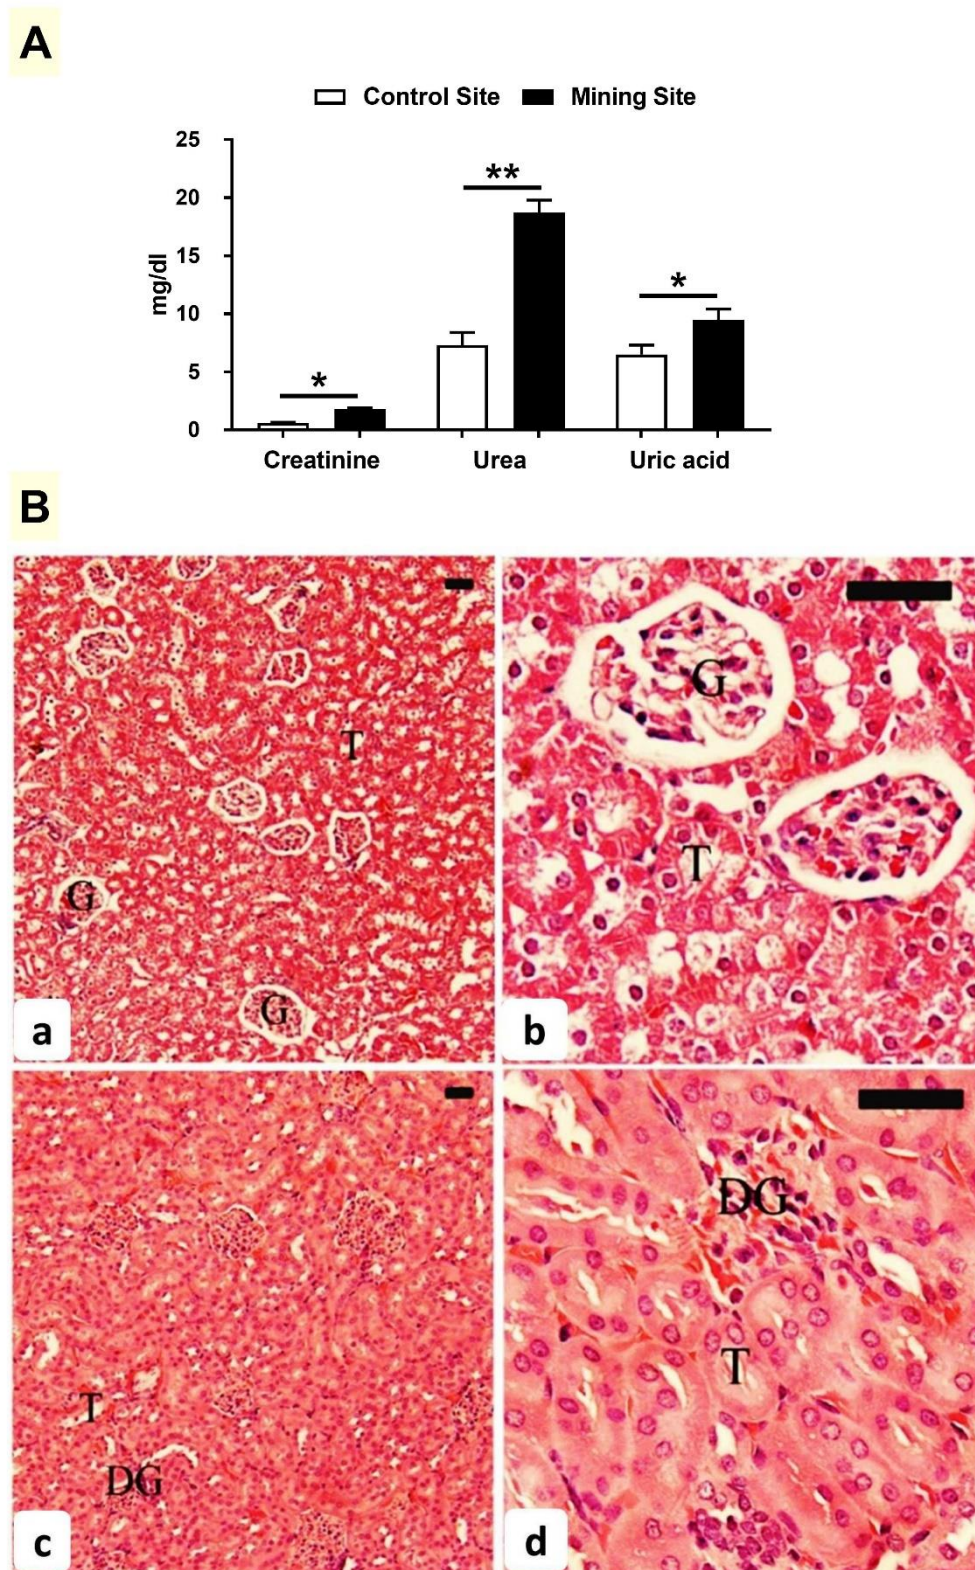 A
Control Site Mining Site
25
20
15
10
5
0
mg/dl
*
**
*
Creatinine Urea Uric acid
B
T
G
G
a
G
T
b
T
DG
c
DG
T
d